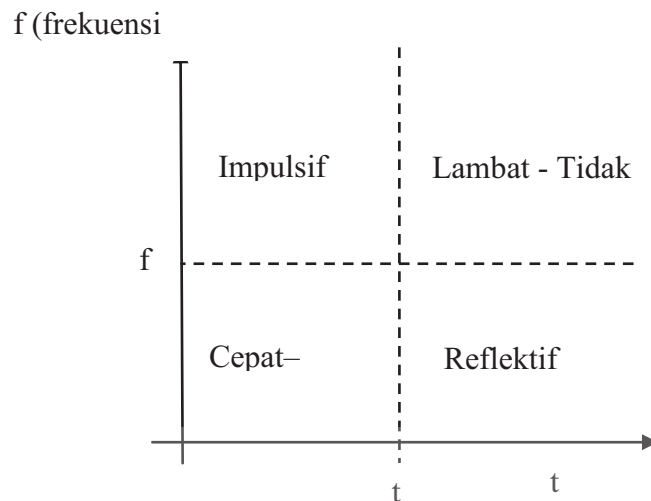 f (frekuensi
Impulsif
Lambat - Tidak
f
Cepat–
Reflektif
t
t